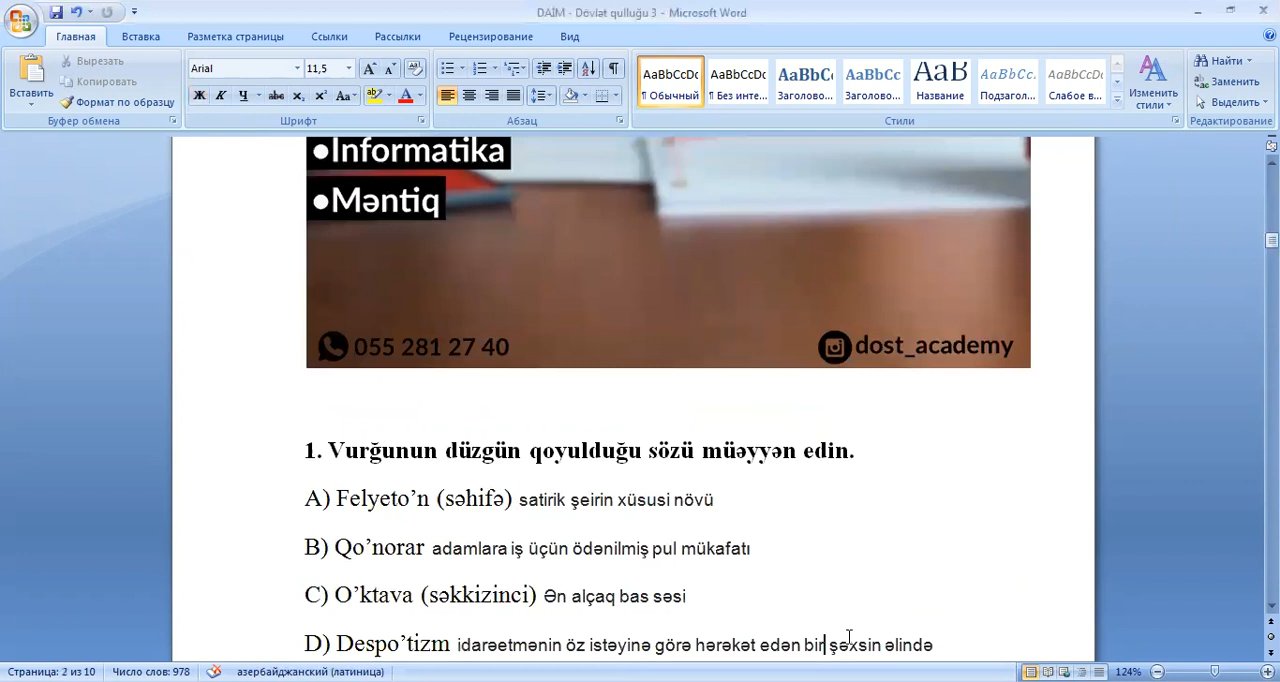 DAİM - Dövlət qulluğu 3 - Microsoft Word
Главная Вставка Разметка страницы Ссылки Рассылки Рецензирование Вид
Вставить
Вырезать
Копировать
Формат по образцу
Буфер обмена
Arial 11,5
Ж К Ч abc x₂ x² Aa
Шрифт
Абзац
AaBbCcDc AaBbCcDc AaBbC AaBbCc AaB AaBbCc. AaBbCcDc
¶ Обычный ¶ Без инте... Заголово... Заголово... Название Подзагол... Слабое в...
Стили
Изменить стили
Найти
Заменить
Выделить
Редактирование
●Informatika
●Məntiq
055 281 27 40
dost_academy
1. Vurğunun düzgün qoyulduğu sözü müəyyən edin.
A) Felyeto’n (səhifə) satirik şeirin xüsusi növü
B) Qo’norar adamlara iş üçün ödənilmiş pul mükafatı
C) O’ktava (səkkizinci) Ən alçaq bas səsi
D) Despo’tizm idarəetmənin öz istəyinə görə hərəkət edən bir şəxsin əlində
Страница: 2 из 10 Число слов: 978 азербайджанский (латиница) 124%